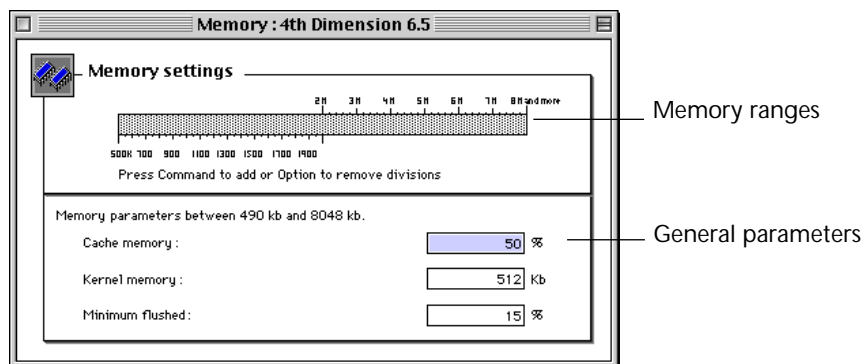 Memory : 4th Dimension 6.5
Memory settings
2M 3M 4M 5M 6M 7M 8M and more
500K 700 900 1100 1300 1500 1700 1900
Press Command to add or Option to remove divisions
Memory ranges
Memory parameters between 490 kb and 8048 kb.
Cache memory : 50 %
General parameters
Kernel memory : 512 Kb
Minimum flushed : 15 %